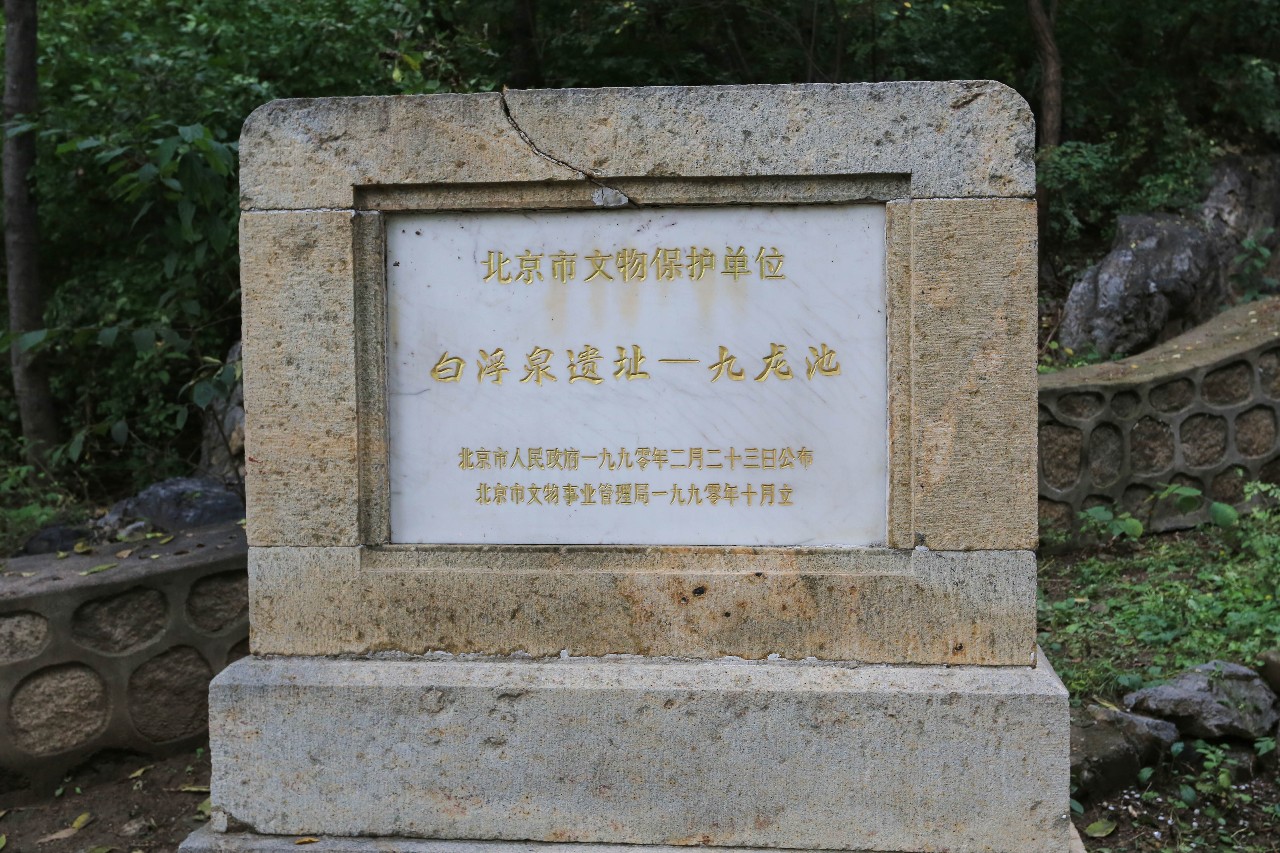 北京市文物保护单位
白浮泉遗址—九龙池
北京市人民政府一九九零年二月二十三日公布
北京市文物事业管理局一九九零年十月立